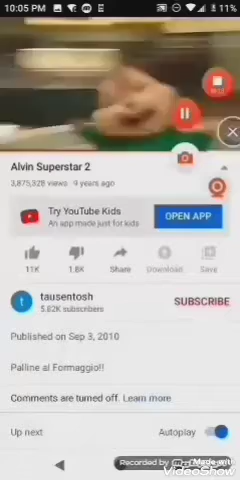 10:05 PM
11%
Alvin Superstar 2
3,875,328 views · 9 years ago
Try YouTube Kids
An app made just for kids
OPEN APP
11K
1.8K
Share
Download
Save
t
tausentosh
5.82K subscribers
SUBSCRIBE
Published on Sep 3, 2010
Palline al Formaggio!!
Comments are turned off. Learn more
Up next
Autoplay
Recorded by
Made with
VideoShow